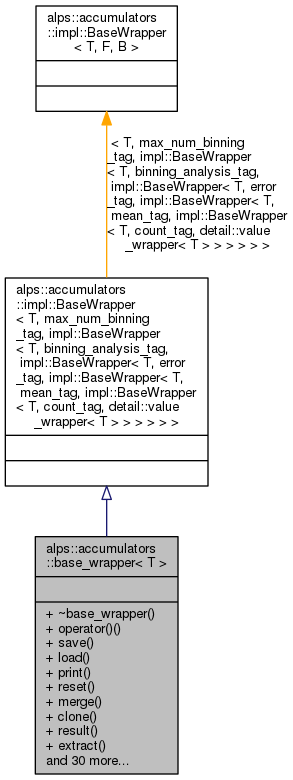 alps::accumulators
::impl::BaseWrapper
< T, F, B >
< T, max_num_binning
_tag, impl::BaseWrapper
< T, binning_analysis_tag,
impl::BaseWrapper< T, error
_tag, impl::BaseWrapper< T,
mean_tag, impl::BaseWrapper
< T, count_tag, detail::value
_wrapper< T > > > > > >
alps::accumulators
::impl::BaseWrapper
< T, max_num_binning
_tag, impl::BaseWrapper
< T, binning_analysis_tag,
impl::BaseWrapper< T, error
_tag, impl::BaseWrapper< T,
mean_tag, impl::BaseWrapper
< T, count_tag, detail::value
_wrapper< T > > > > > >
alps::accumulators
::base_wrapper< T >
+ ~base_wrapper()
+ operator()()
+ save()
+ load()
+ print()
+ reset()
+ merge()
+ clone()
+ result()
+ extract()
and 30 more...